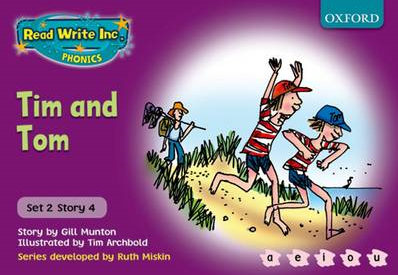 Read Write Inc.
PHONICS
OXFORD
Tim and
Tom
Set 2 Story 4
Story by Gill Munton
Illustrated by Tim Archbold
Series developed by Ruth Miskin
a e i o u